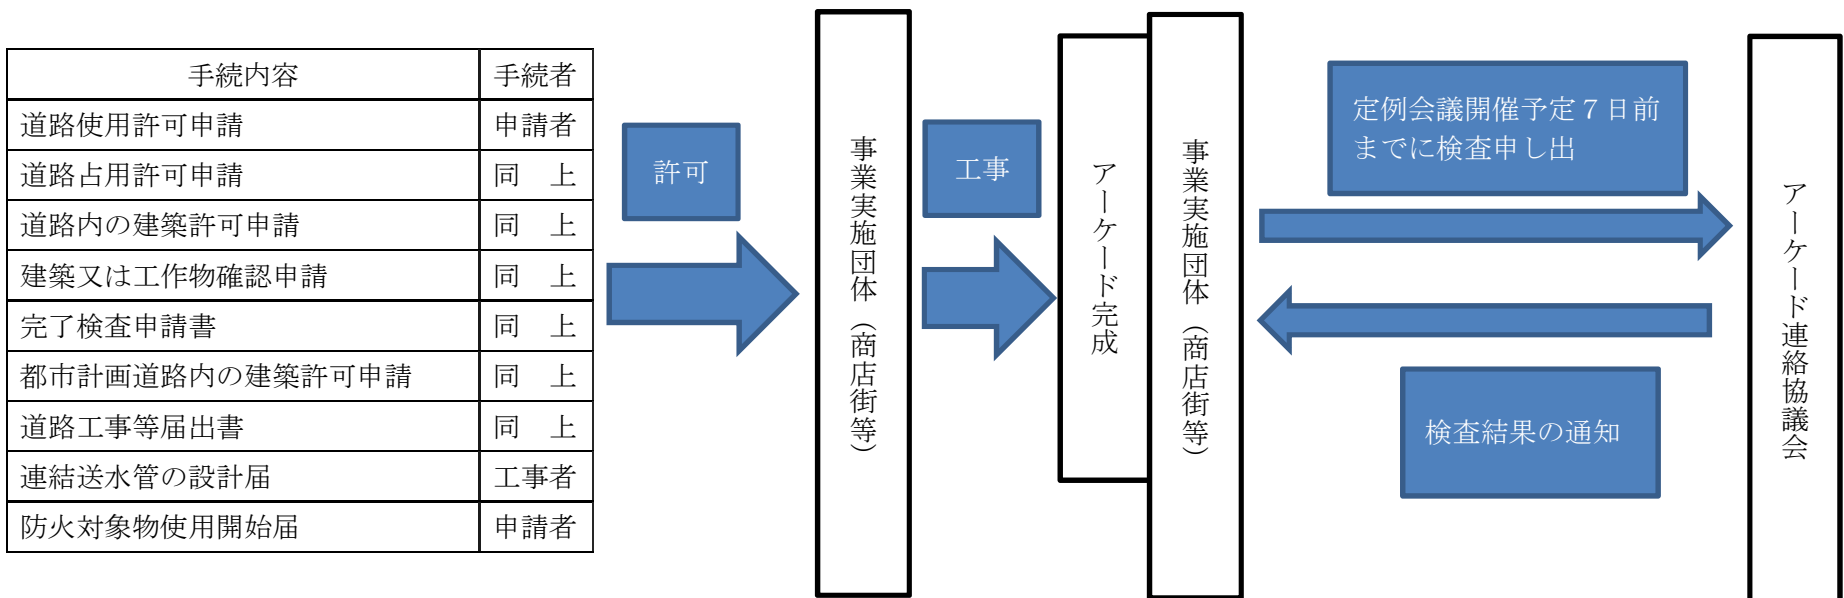 手続内容 手続者
道路使用許可申請 申請者
道路占用許可申請 同　上
道路内の建築許可申請 同　上
建築又は工作物確認申請 同　上
完了検査申請書 同　上
都市計画道路内の建築許可申請 同　上
道路工事等届出書 同　上
連結送水管の設計届 工事者
防火対象物使用開始届 申請者
許可
事業実施団体（商店街等）
工事
アーケード完成
事業実施団体（商店街等）
定例会議開催予定７日前
までに検査申し出
検査結果の通知
アーケード連絡協議会